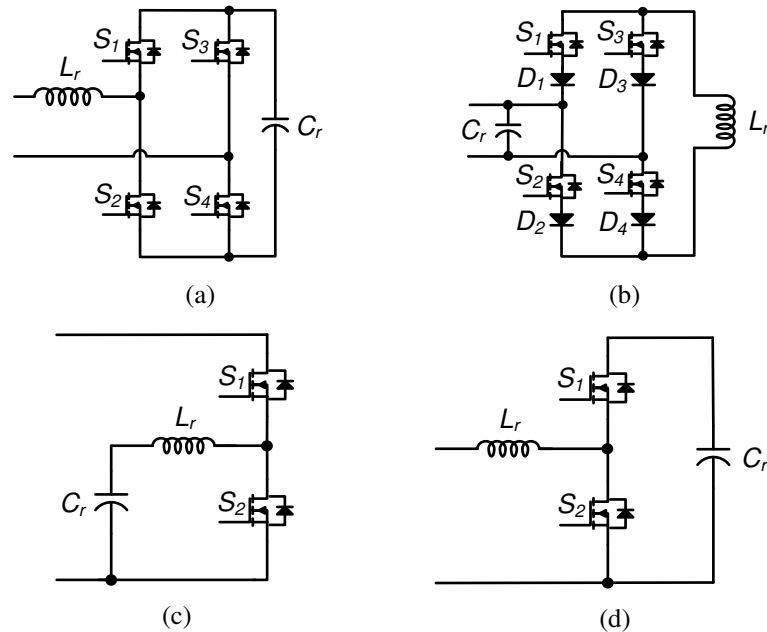 S1
S3
Lr
Cr
S2
S4
(a)
S1
S3
D1
D3
Cr
Lr
S2
S4
D2
D4
(b)
S1
Lr
Cr
S2
(c)
S1
Lr
Cr
S2
(d)